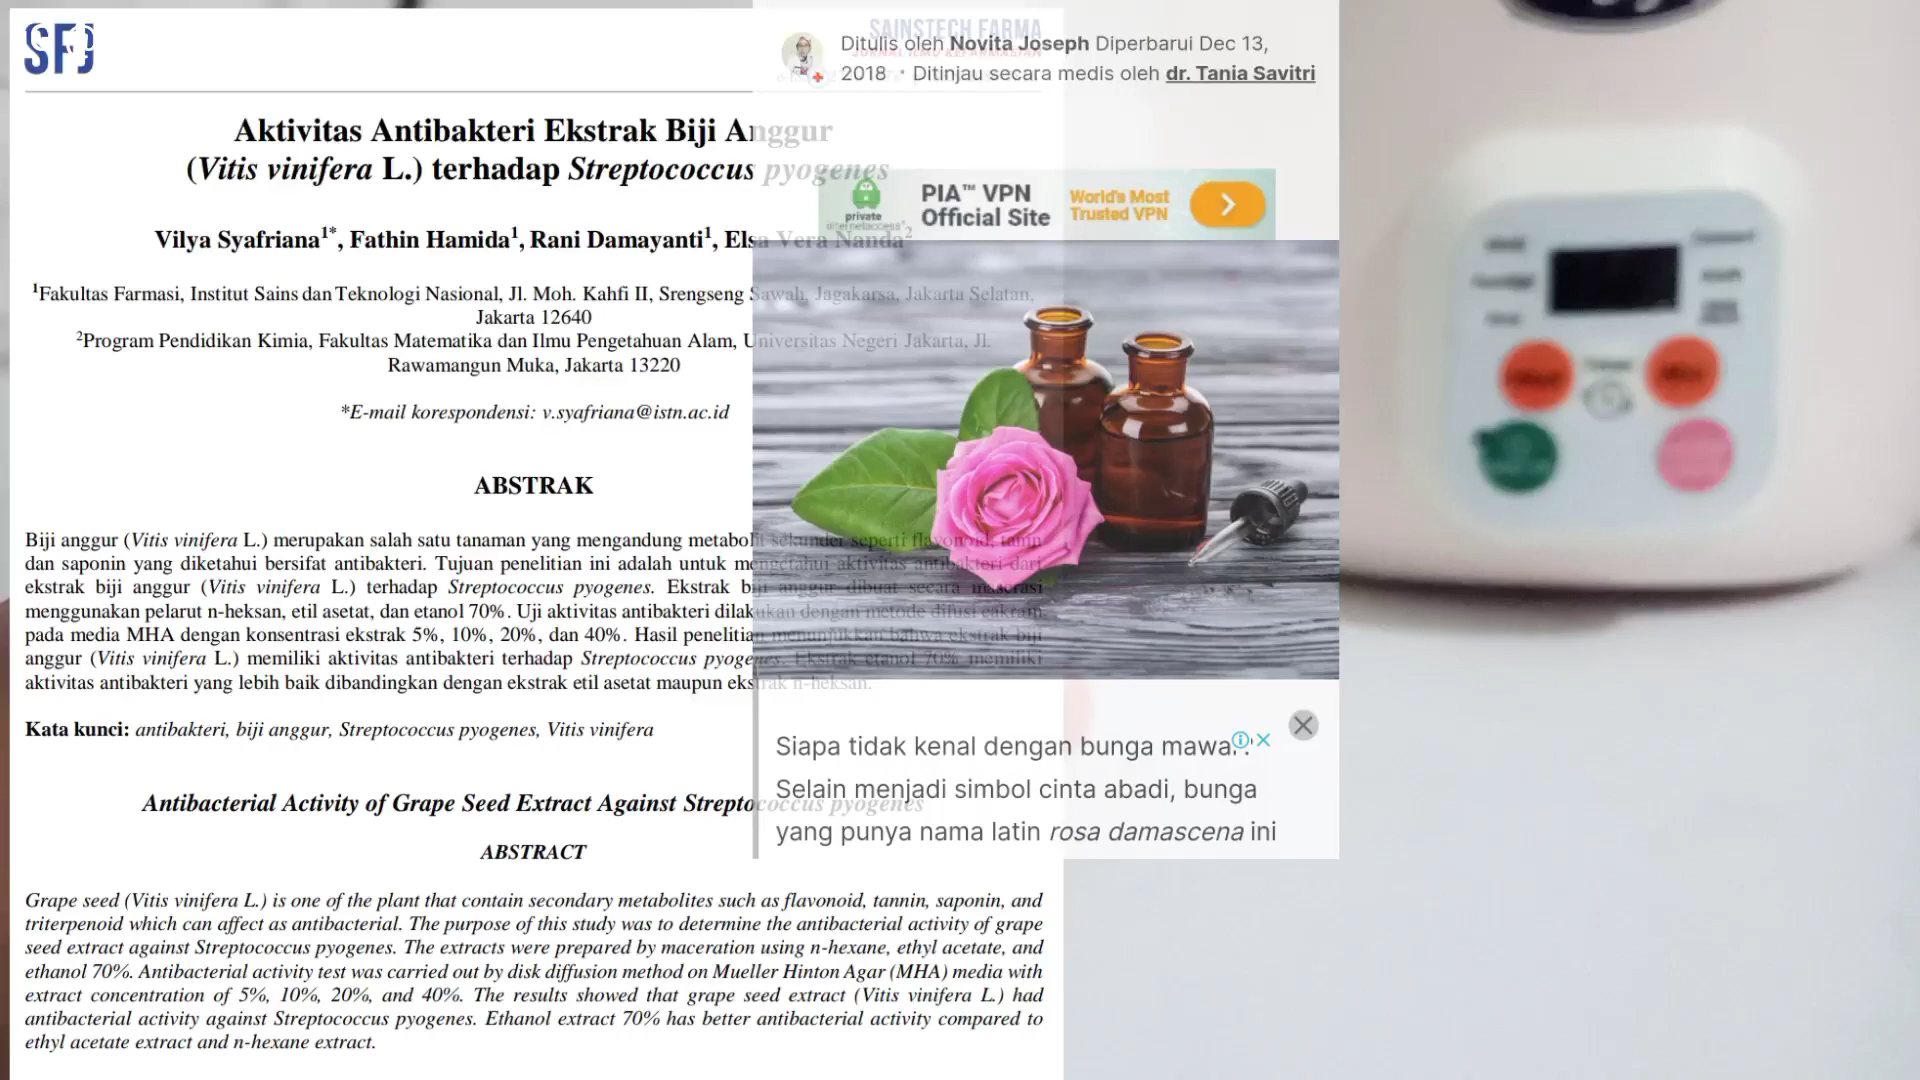 SFJ
SAINSTECH FARMA
Aktivitas Antibakteri Ekstrak Biji Anggur
(Vitis vinifera L.) terhadap Streptococcus pyogenes
Vilya Syafriana1*, Fathin Hamida1, Rani Damayanti1, Elsa Vera Nanda2
1Fakultas Farmasi, Institut Sains dan Teknologi Nasional, Jl. Moh. Kahfi II, Srengseng Sawah, Jagakarsa, Jakarta Selatan,
Jakarta 12640
2Program Pendidikan Kimia, Fakultas Matematika dan Ilmu Pengetahuan Alam, Universitas Negeri Jakarta, Jl.
Rawamangun Muka, Jakarta 13220
*E-mail korespondensi: v.syafriana@istn.ac.id
ABSTRAK
Biji anggur (Vitis vinifera L.) merupakan salah satu tanaman yang mengandung metabolit sekunder seperti flavonoid, tanin
dan saponin yang diketahui bersifat antibakteri. Tujuan penelitian ini adalah untuk mengetahui aktivitas antibakteri dari
ekstrak biji anggur (Vitis vinifera L.) terhadap Streptococcus pyogenes. Ekstrak biji anggur dibuat secara maserasi
menggunakan pelarut n-heksan, etil asetat, dan etanol 70%. Uji aktivitas antibakteri dilakukan dengan metode difusi cakram
pada media MHA dengan konsentrasi ekstrak 5%, 10%, 20%, dan 40%. Hasil penelitian menunjukkan bahwa ekstrak biji
anggur (Vitis vinifera L.) memiliki aktivitas antibakteri terhadap Streptococcus pyogenes. Ekstrak etanol 70% memiliki
aktivitas antibakteri yang lebih baik dibandingkan dengan ekstrak etil asetat maupun ekstrak n-heksan.
Kata kunci: antibakteri, biji anggur, Streptococcus pyogenes, Vitis vinifera
Antibacterial Activity of Grape Seed Extract Against Streptococcus pyogenes
ABSTRACT
Grape seed (Vitis vinifera L.) is one of the plant that contain secondary metabolites such as flavonoid, tannin, saponin, and
triterpenoid which can affect as antibacterial. The purpose of this study was to determine the antibacterial activity of grape
seed extract against Streptococcus pyogenes. The extracts were prepared by maceration using n-hexane, ethyl acetate, and
ethanol 70%. Antibacterial activity test was carried out by disk diffusion method on Mueller Hinton Agar (MHA) media with
extract concentration of 5%, 10%, 20%, and 40%. The results showed that grape seed extract (Vitis vinifera L.) had
antibacterial activity against Streptococcus pyogenes. Ethanol extract 70% has better antibacterial activity compared to
ethyl acetate extract and n-hexane extract.
Ditulis oleh Novita Joseph Diperbarui Dec 13,
2018 • Ditinjau secara medis oleh dr. Tania Savitri
private
internetaccess
PIA™ VPN
Official Site
World's Most
Trusted VPN
Siapa tidak kenal dengan bunga mawar?
Selain menjadi simbol cinta abadi, bunga
yang punya nama latin rosa damascena ini